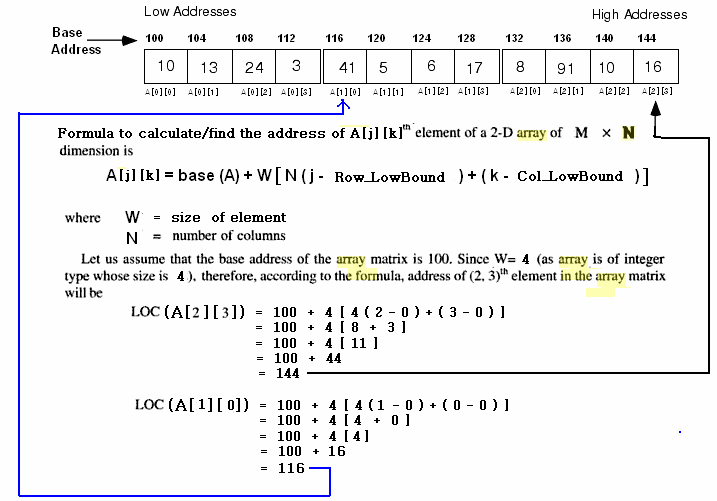 Low Addresses
High Addresses
Base Address
100 104 108 112 116 120 124 128 132 136 140 144
10 13 24 3 41 5 6 17 8 91 10 16
A[0][0] A[0][1] A[0][2] A[0][3] A[1][0] A[1][1] A[1][2] A[1][3] A[2][0] A[2][1] A[2][2] A[2][3]
Formula to calculate/find the address of A[j][k]th element of a 2-D array of M × N
dimension is
A[j][k] = base (A) + W[N(j- Row_LowBound )+(k- Col_LowBound )]
where W = size of element
N = number of columns
Let us assume that the base address of the array matrix is 100. Since W= 4 (as array is of integer
type whose size is 4), therefore, according to the formula, address of (2, 3)th element in the array matrix
will be
LOC(A[2][3]) = 100 + 4[4(2-0)+(3-0)]
= 100 + 4[8 + 3]
= 100 + 4[11]
= 100 + 44
= 144
LOC(A[1][0]) = 100 + 4[4(1-0)+(0-0)]
= 100 + 4[4 + 0]
= 100 + 4[4]
= 100 + 16
= 116